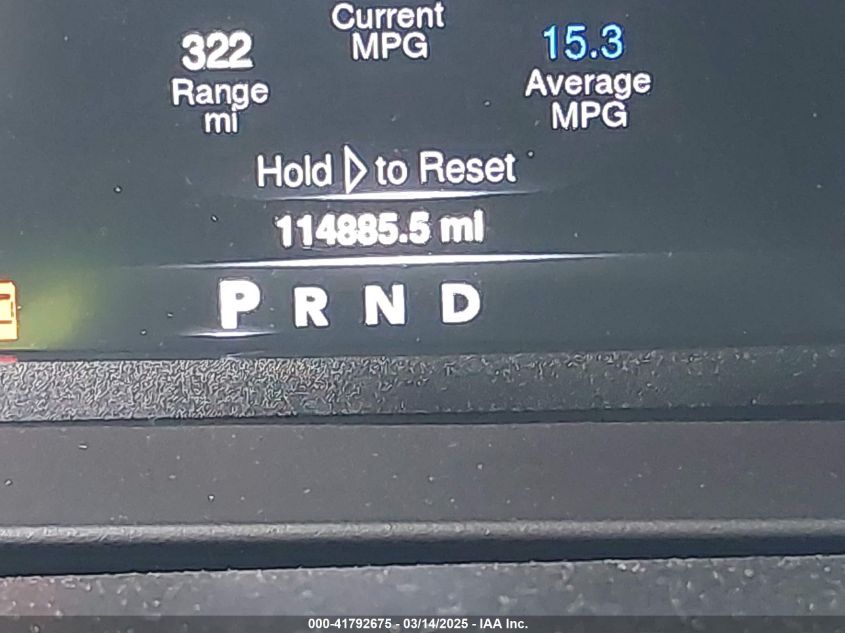 Current
322 MPG 15.3
Range Average
mi MPG
Hold ▷ to Reset
114885.5 mi
P R N D
000-41792675 - 03/14/2025 - IAA Inc.